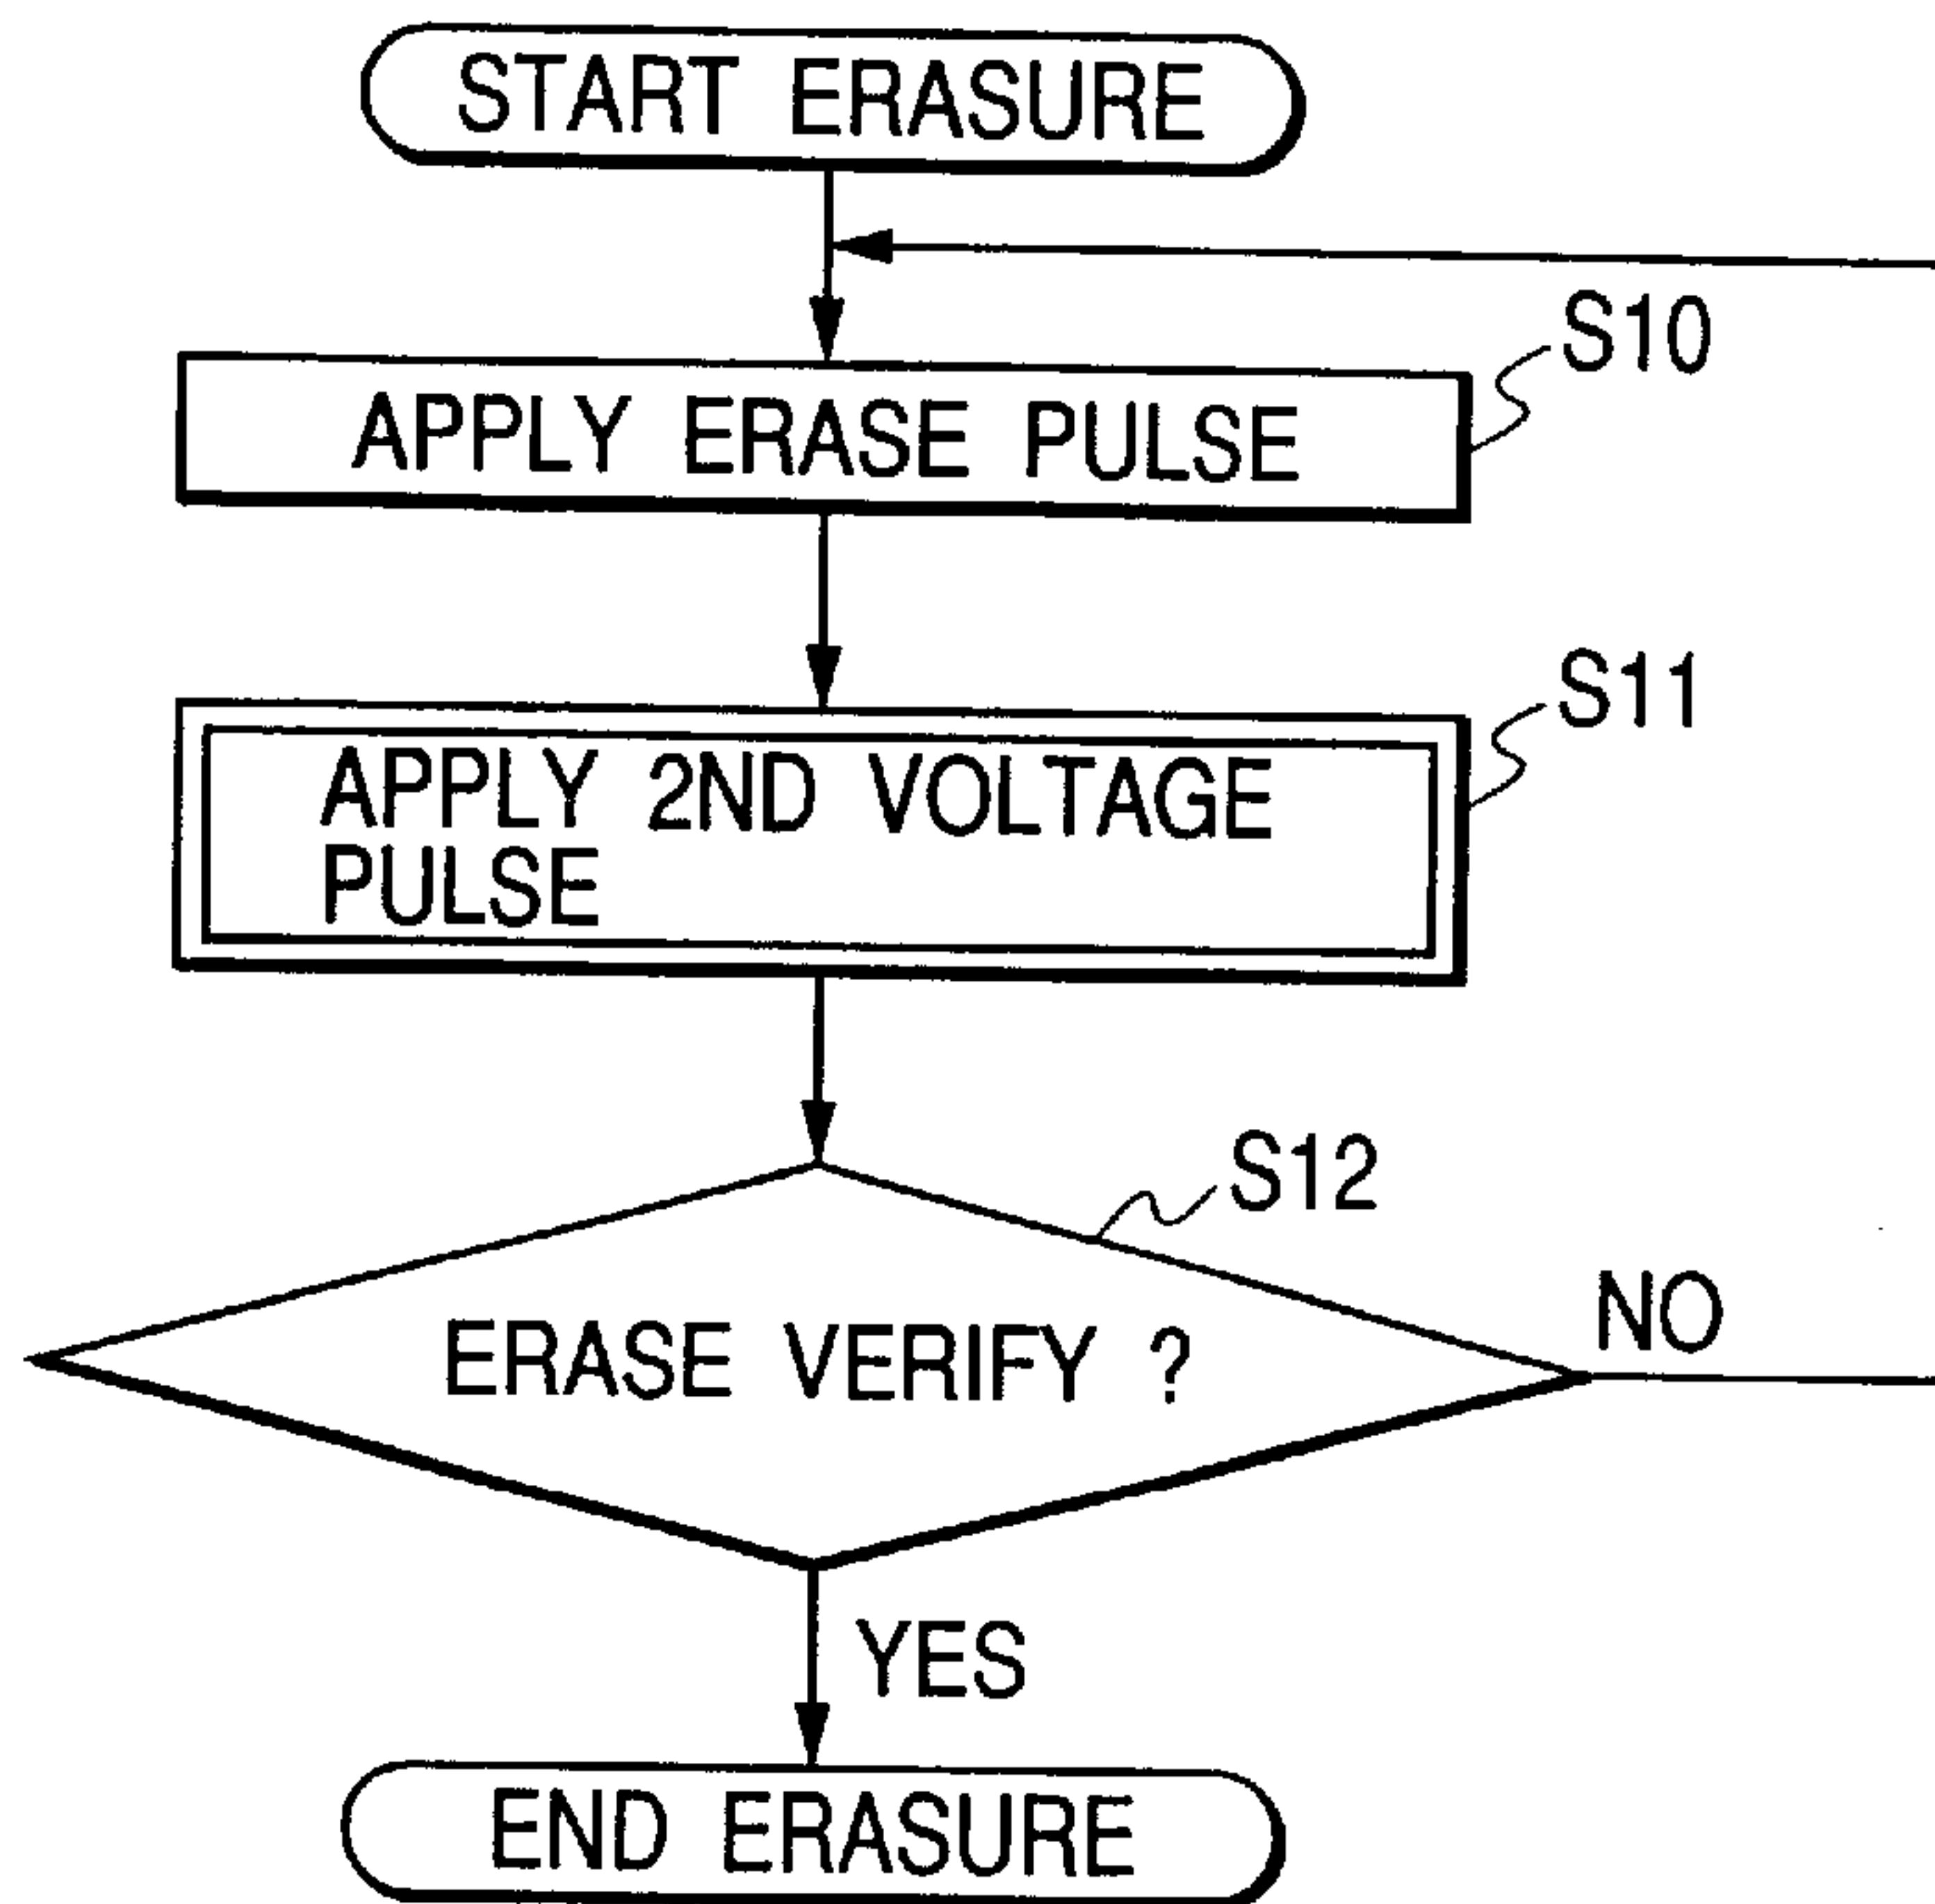 START ERASURE
S10
APPLY ERASE PULSE
S11
APPLY 2ND VOLTAGE
PULSE
S12
ERASE VERIFY ?
NO
YES
END ERASURE